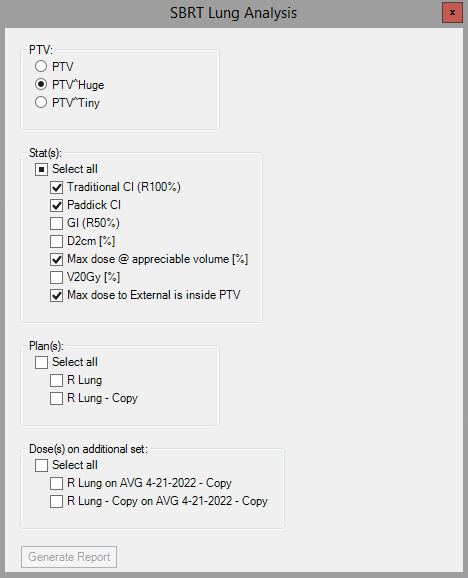 SBRT Lung Analysis
x
PTV:
PTV
PTV^Huge
PTV^Tiny
Stat(s):
Select all
Traditional CI (R100%)
Paddick CI
GI (R50%)
D2cm [%]
Max dose @ appreciable volume [%]
V20Gy [%]
Max dose to External is inside PTV
Plan(s):
Select all
R Lung
R Lung - Copy
Dose(s) on additional set:
Select all
R Lung on AVG 4-21-2022 - Copy
R Lung - Copy on AVG 4-21-2022 - Copy
Generate Report